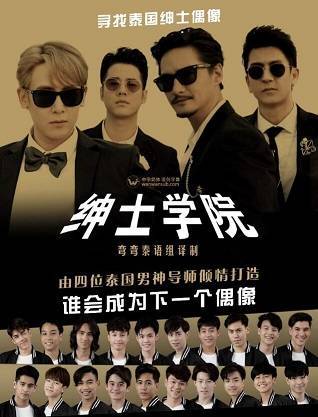 寻找泰国绅士偶像
wanwansub.com
绅士学院
弯弯泰语组译制
由四位泰国男神导师倾情打造
谁会成为下一个偶像